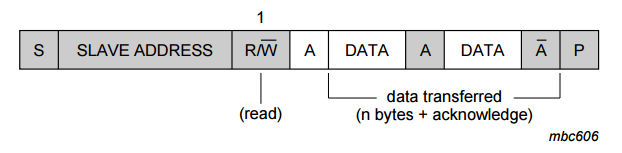 1
S SLAVE ADDRESS R/W̅ A DATA A DATA A̅ P
(read)
data transferred
(n bytes + acknowledge)
mbc606